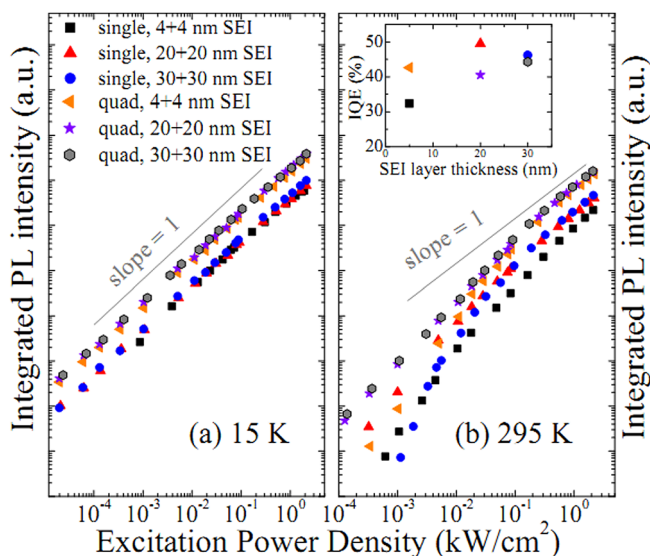 Integrated PL intensity (a.u.)
single, 4+4 nm SEI
single, 20+20 nm SEI
single, 30+30 nm SEI
quad, 4+4 nm SEI
quad, 20+20 nm SEI
quad, 30+30 nm SEI
slope = 1
(a) 15 K
10⁻⁴ 10⁻³ 10⁻² 10⁻¹ 10⁰
IQE (%)
50
40
30
20
0 10 20 30
SEI layer thickness (nm)
slope = 1
(b) 295 K
10⁻⁴ 10⁻³ 10⁻² 10⁻¹ 10⁰
Integrated PL intensity (a.u.)
Excitation Power Density (kW/cm²)